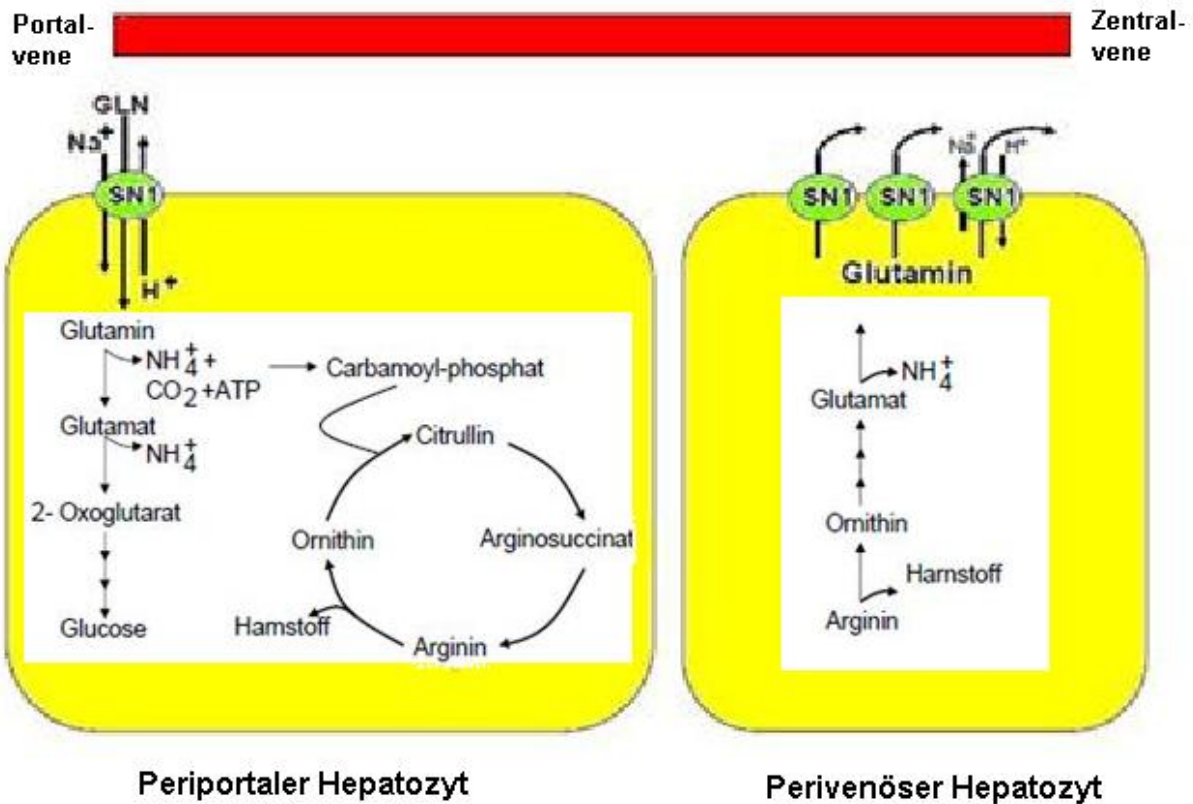 Portal-
vene
Zentral-
vene
GLN
Na+
SN1
H+
Glutamin
NH4+ +
CO2+ATP
Carbamoyl-phosphat
Glutamat
NH4+
Citrullin
2- Oxoglutarat
Ornithin
Arginosuccinat
Glucose
Harnstoff
Arginin
Periportaler Hepatozyt
SN1
SN1
Na+
SN1
H+
Glutamin
NH4+
Glutamat
Ornithin
Harnstoff
Arginin
Perivenöser Hepatozyt